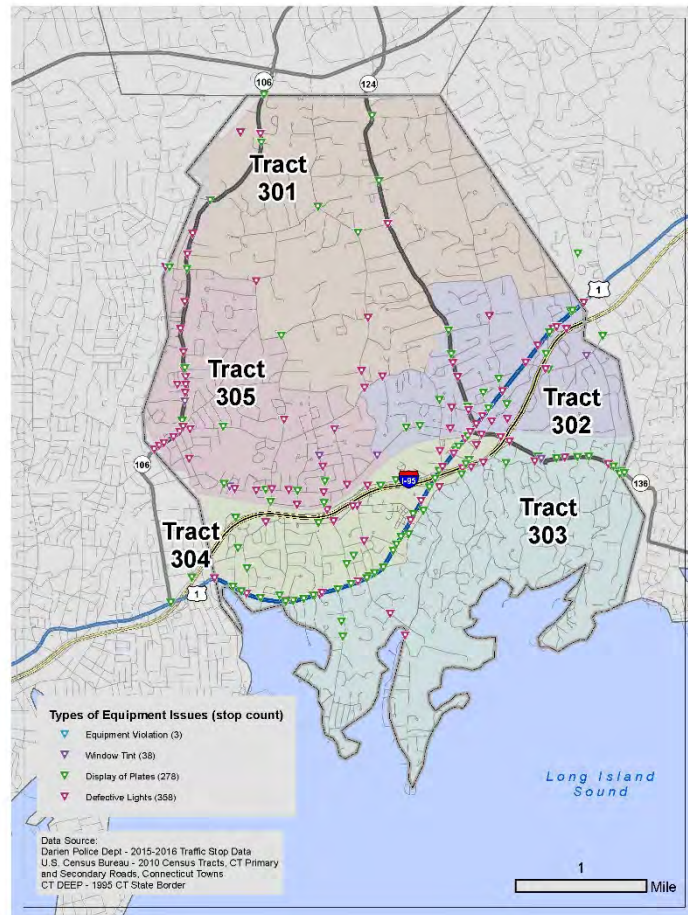 106
124
Tract
301
1
Tract
305
Tract
302
106
I-95
136
Tract
303
Tract
304
1
Types of Equipment Issues (stop count)
Equipment Violation (3)
Window Tint (38)
Display of Plates (278)
Defective Lights (358)
Long Island
Sound
Data Source:
Darien Police Dept - 2015-2016 Traffic Stop Data
U.S. Census Bureau - 2010 Census Tracts, CT Primary
and Secondary Roads, Connecticut Towns
CT DEEP - 1995 CT State Border
1
Mile